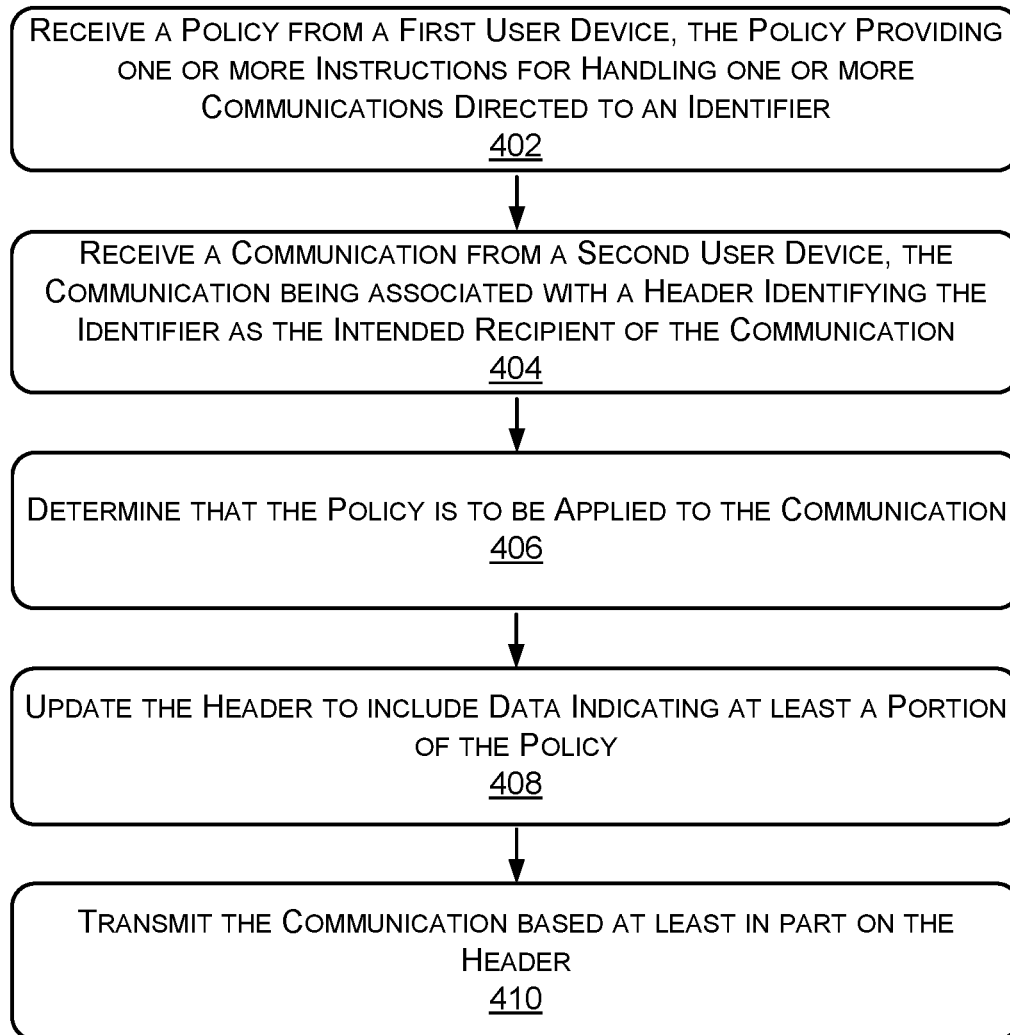 RECEIVE A POLICY FROM A FIRST USER DEVICE, THE POLICY PROVIDING
ONE OR MORE INSTRUCTIONS FOR HANDLING ONE OR MORE
COMMUNICATIONS DIRECTED TO AN IDENTIFIER
402
RECEIVE A COMMUNICATION FROM A SECOND USER DEVICE, THE
COMMUNICATION BEING ASSOCIATED WITH A HEADER IDENTIFYING THE
IDENTIFIER AS THE INTENDED RECIPIENT OF THE COMMUNICATION
404
DETERMINE THAT THE POLICY IS TO BE APPLIED TO THE COMMUNICATION
406
UPDATE THE HEADER TO INCLUDE DATA INDICATING AT LEAST A PORTION
OF THE POLICY
408
TRANSMIT THE COMMUNICATION BASED AT LEAST IN PART ON THE
HEADER
410